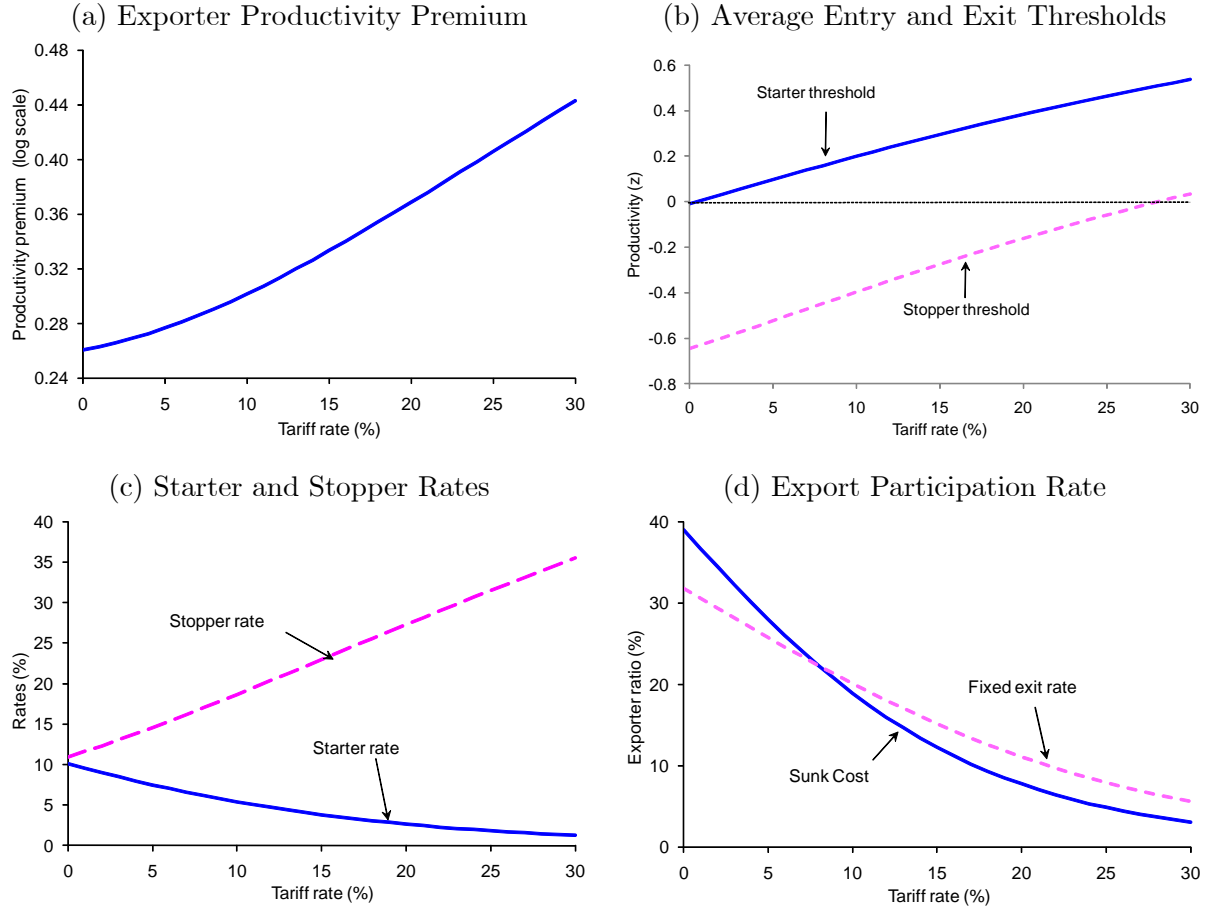 (a) Exporter Productivity Premium
0.48
0.44
0.40
0.36
0.32
0.28
0.24
Prodcutivity premium (log scale)
0 5 10 15 20 25 30
Tariff rate (%)
(b) Average Entry and Exit Thresholds
0.6
0.4
0.2
0
-0.2
-0.4
-0.6
-0.8
Productivity (z)
Starter threshold
Stopper threshold
0 5 10 15 20 25 30
Tariff rate (%)
(c) Starter and Stopper Rates
40
35
30
25
20
15
10
5
0
Rates (%)
Stopper rate
Starter rate
0 5 10 15 20 25 30
Tariff rate (%)
(d) Export Participation Rate
40
30
20
10
0
Exporter ratio (%)
Fixed exit rate
Sunk Cost
0 5 10 15 20 25 30
Tariff rate (%)